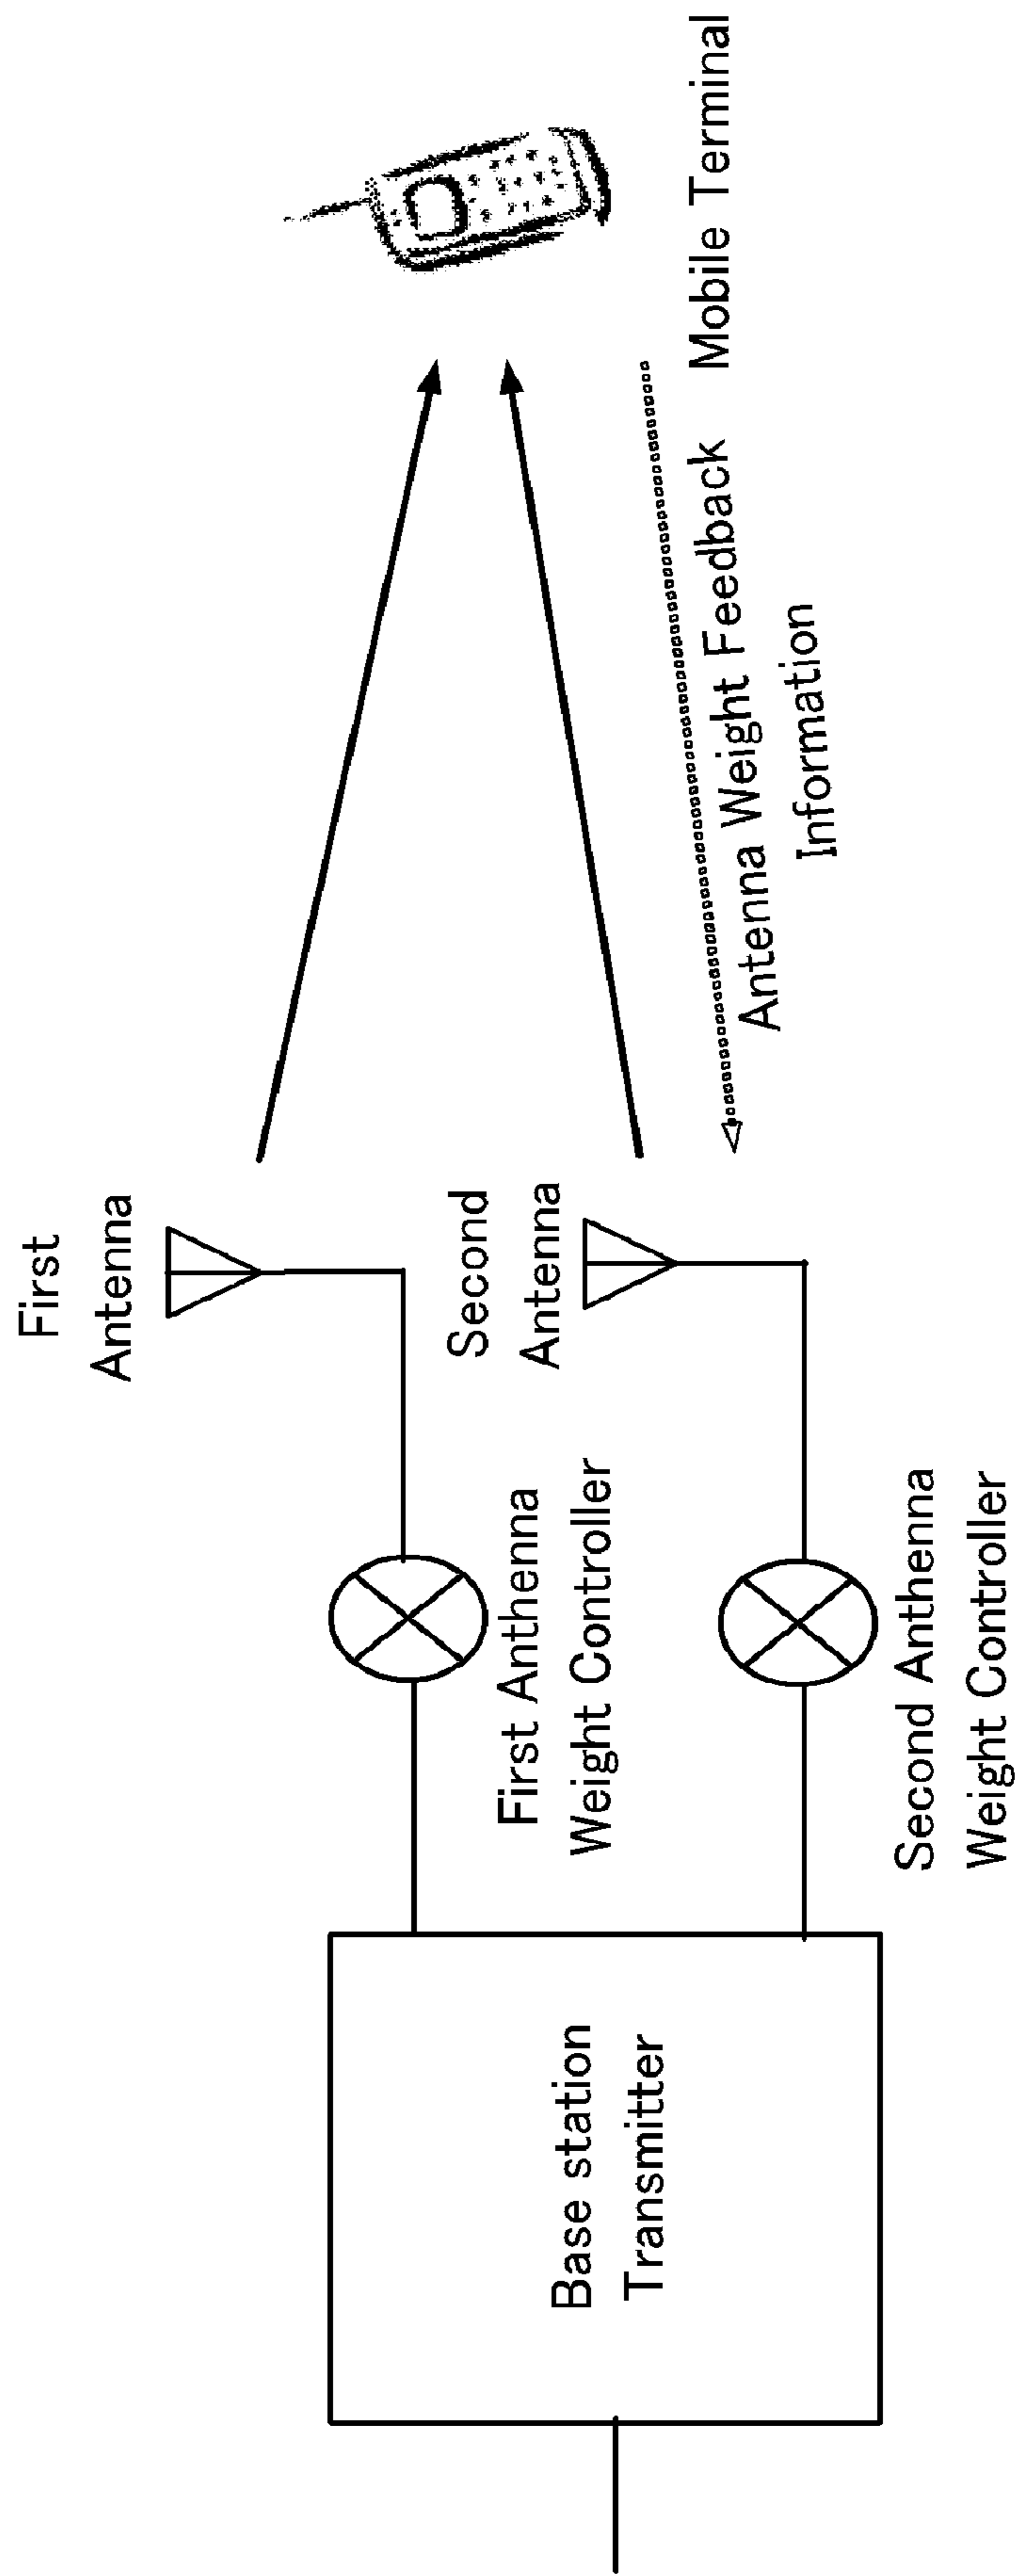 First
Antenna
Second
Antenna
First Anthenna
Weight Controller
Second Anthenna
Weight Controller
Base station
Transmitter
Antenna Weight Feedback
Information
Mobile Terminal